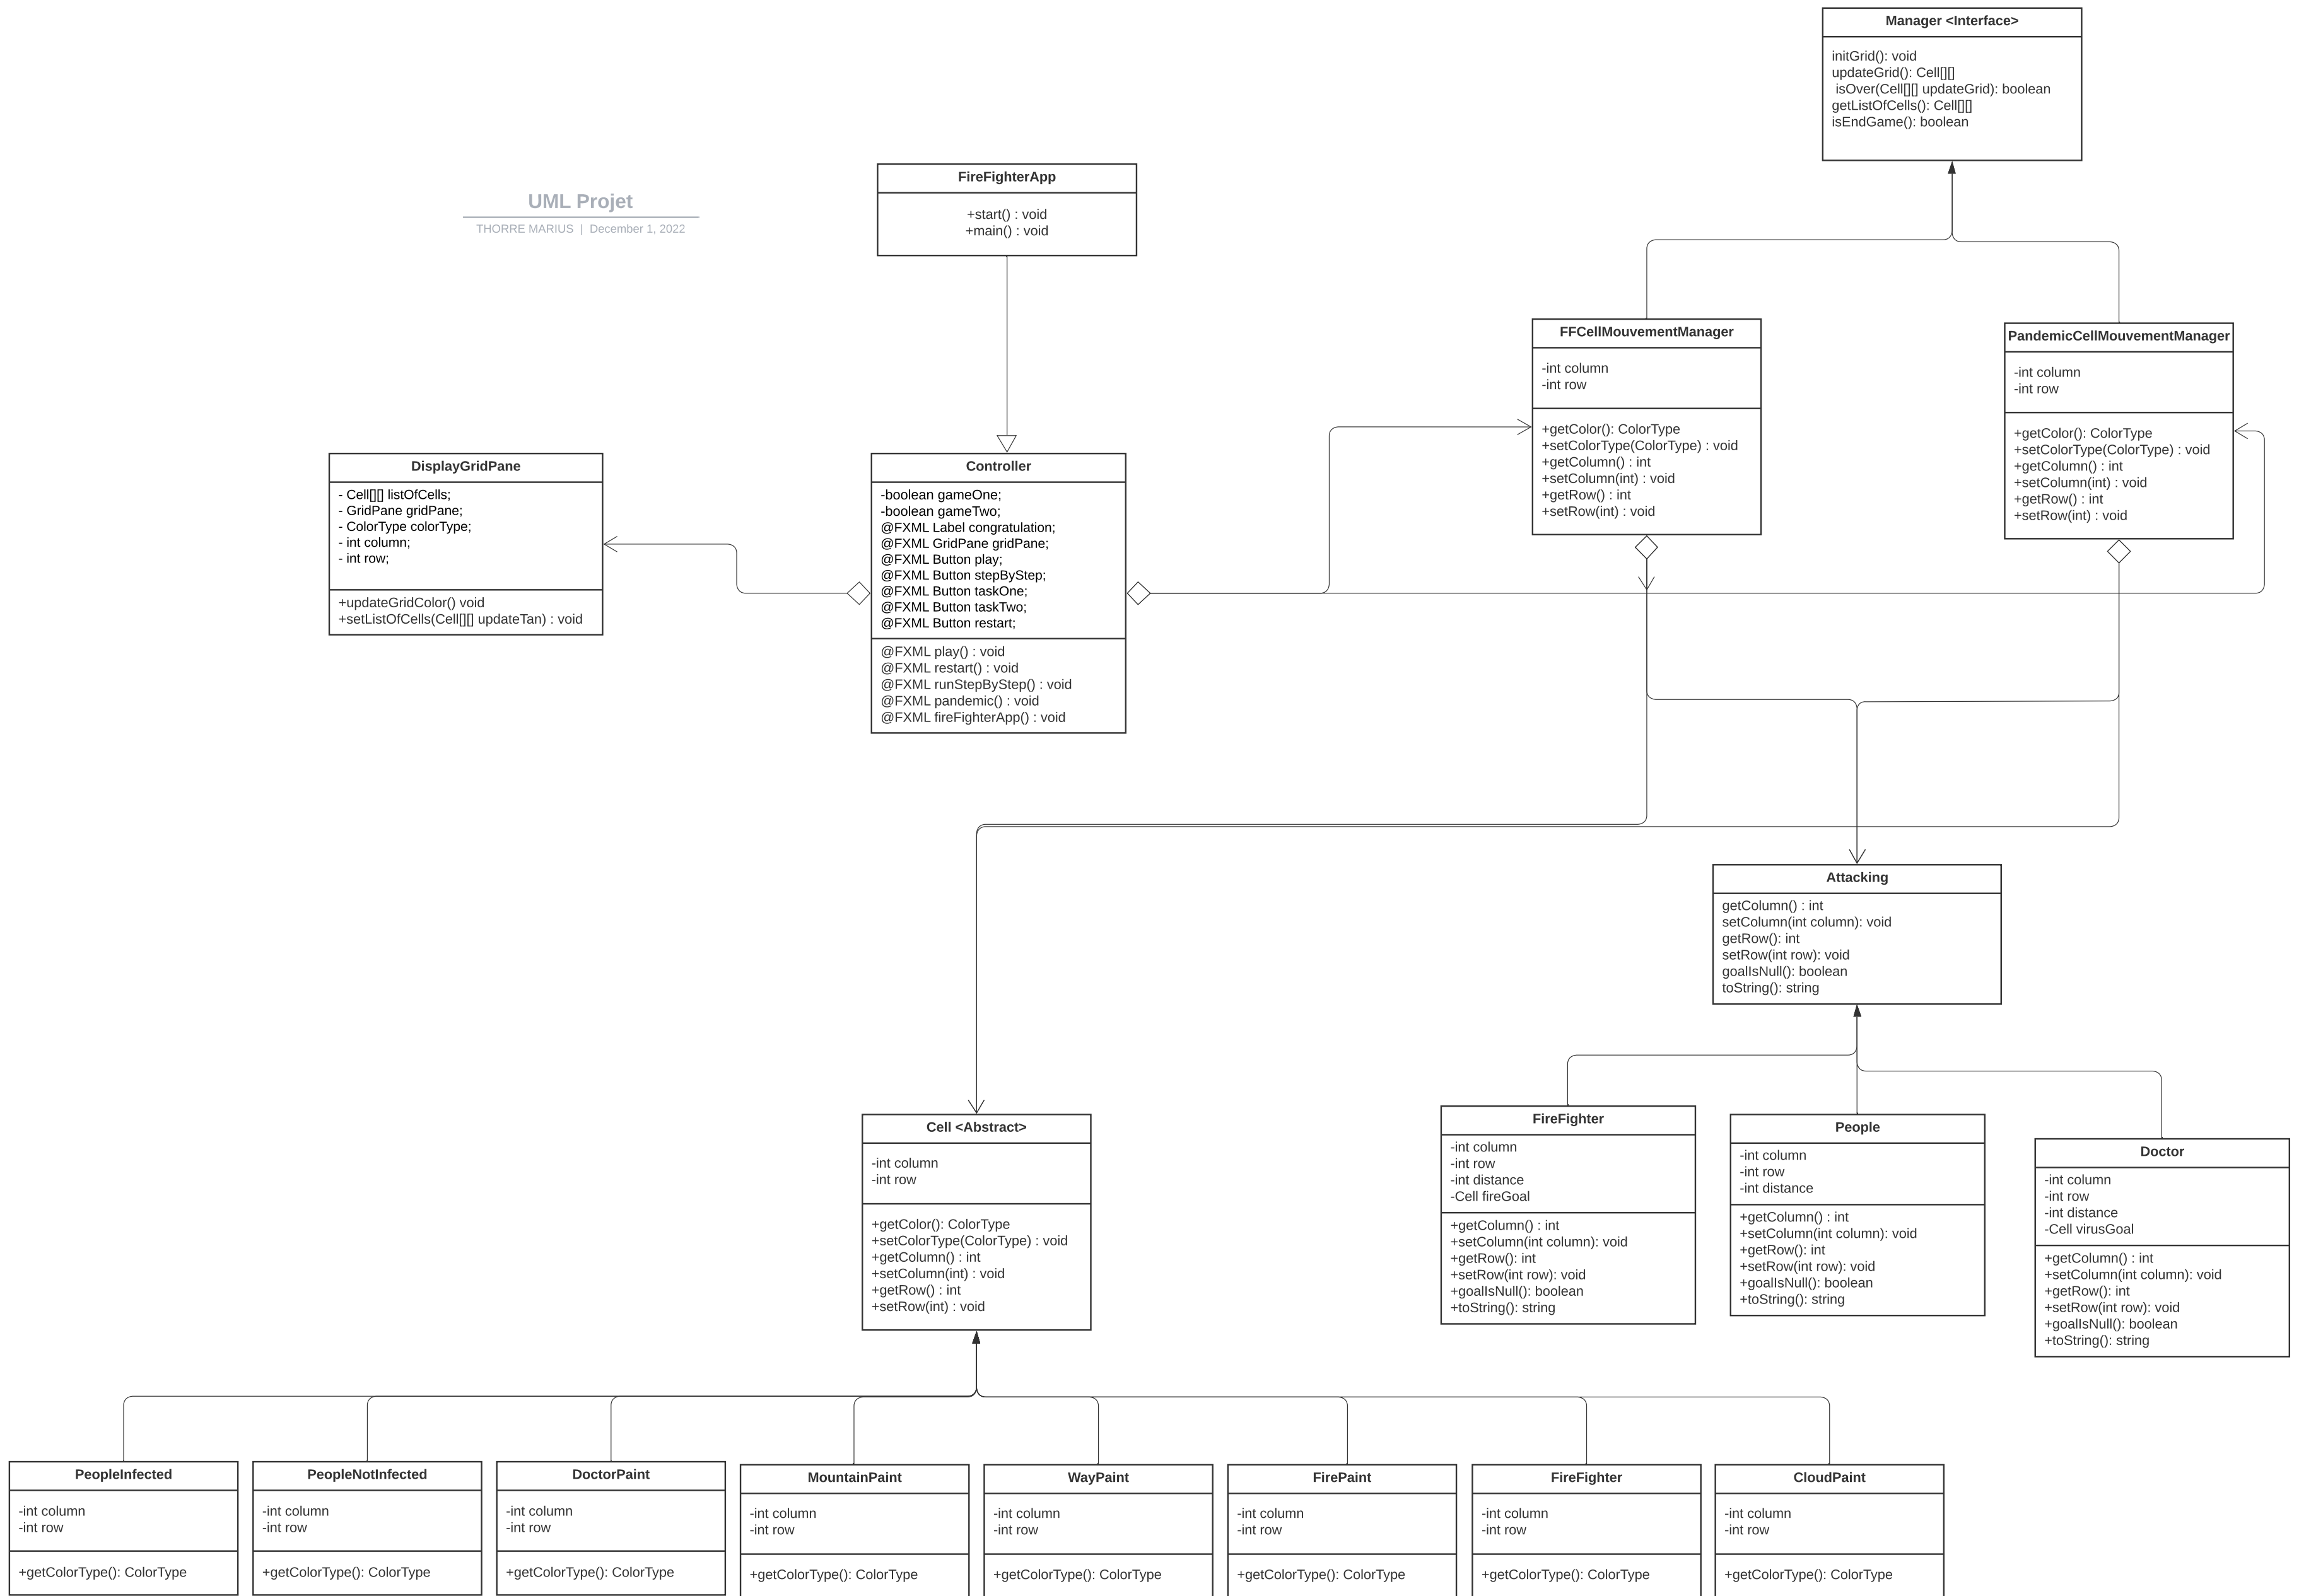 Manager <Interface>
initGrid(): void
updateGrid(): Cell[][]
isOver(Cell[][] updateGrid): boolean
getListOfCells(): Cell[][]
isEndGame(): boolean
UML Projet
THORRE MARIUS | December 1, 2022
FireFighterApp
+start() : void
+main() : void
FFCellMouvementManager
-int column
-int row
+getColor(): ColorType
+setColorType(ColorType) : void
+getColumn() : int
+setColumn(int) : void
+getRow() : int
+setRow(int) : void
PandemicCellMouvementManager
-int column
-int row
+getColor(): ColorType
+setColorType(ColorType) : void
+getColumn() : int
+setColumn(int) : void
+getRow() : int
+setRow(int) : void
DisplayGridPane
- Cell[][] listOfCells;
- GridPane gridPane;
- ColorType colorType;
- int column;
- int row;
+updateGridColor() void
+setListOfCells(Cell[][] updateTan) : void
Controller
-boolean gameOne;
-boolean gameTwo;
@FXML Label congratulation;
@FXML GridPane gridPane;
@FXML Button play;
@FXML Button stepByStep;
@FXML Button taskOne;
@FXML Button taskTwo;
@FXML Button restart;
@FXML play() : void
@FXML restart() : void
@FXML runStepByStep() : void
@FXML pandemic() : void
@FXML fireFighterApp() : void
Attacking
getColumn() : int
setColumn(int column): void
getRow(): int
setRow(int row): void
goalIsNull(): boolean
toString(): string
Cell <Abstract>
-int column
-int row
+getColor(): ColorType
+setColorType(ColorType) : void
+getColumn() : int
+setColumn(int) : void
+getRow() : int
+setRow(int) : void
FireFighter
-int column
-int row
-int distance
-Cell fireGoal
+getColumn() : int
+setColumn(int column): void
+getRow(): int
+setRow(int row): void
+goalIsNull(): boolean
+toString(): string
People
-int column
-int row
-int distance
+getColumn() : int
+setColumn(int column): void
+getRow(): int
+setRow(int row): void
+goalIsNull(): boolean
+toString(): string
Doctor
-int column
-int row
-int distance
-Cell virusGoal
+getColumn() : int
+setColumn(int column): void
+getRow(): int
+setRow(int row): void
+goalIsNull(): boolean
+toString(): string
PeopleInfected
-int column
-int row
+getColorType(): ColorType
PeopleNotInfected
-int column
-int row
+getColorType(): ColorType
DoctorPaint
-int column
-int row
+getColorType(): ColorType
MountainPaint
-int column
-int row
+getColorType(): ColorType
WayPaint
-int column
-int row
+getColorType(): ColorType
FirePaint
-int column
-int row
+getColorType(): ColorType
FireFighter
-int column
-int row
+getColorType(): ColorType
CloudPaint
-int column
-int row
+getColorType(): ColorType